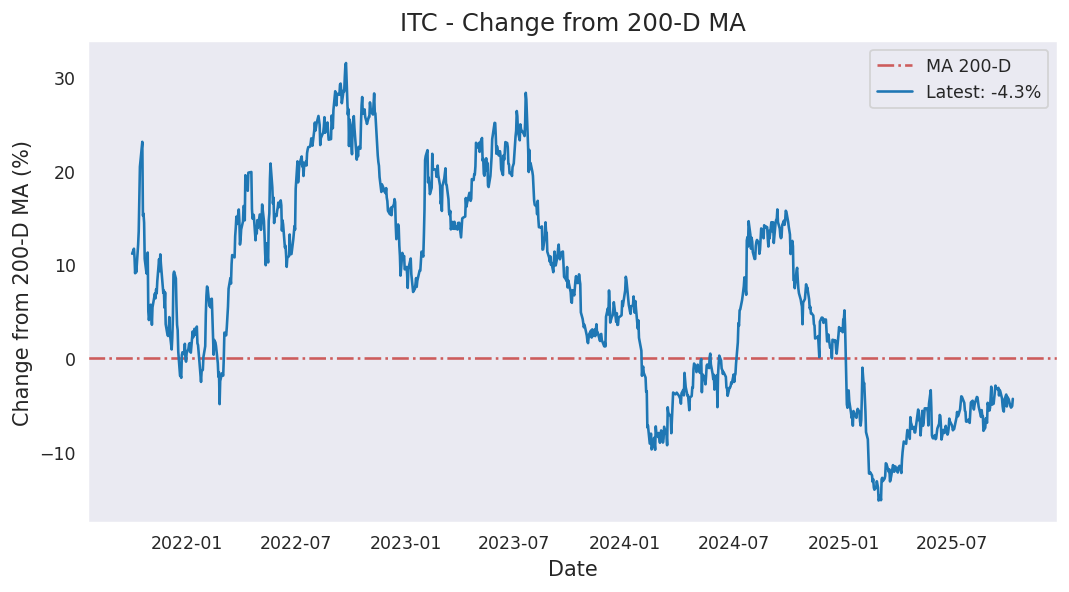 ITC - Change from 200-D MA
MA 200-D
Latest: -4.3%
Change from 200-D MA (%)
30
20
10
0
−10
2022-01
2022-07
2023-01
2023-07
2024-01
2024-07
2025-01
2025-07
Date